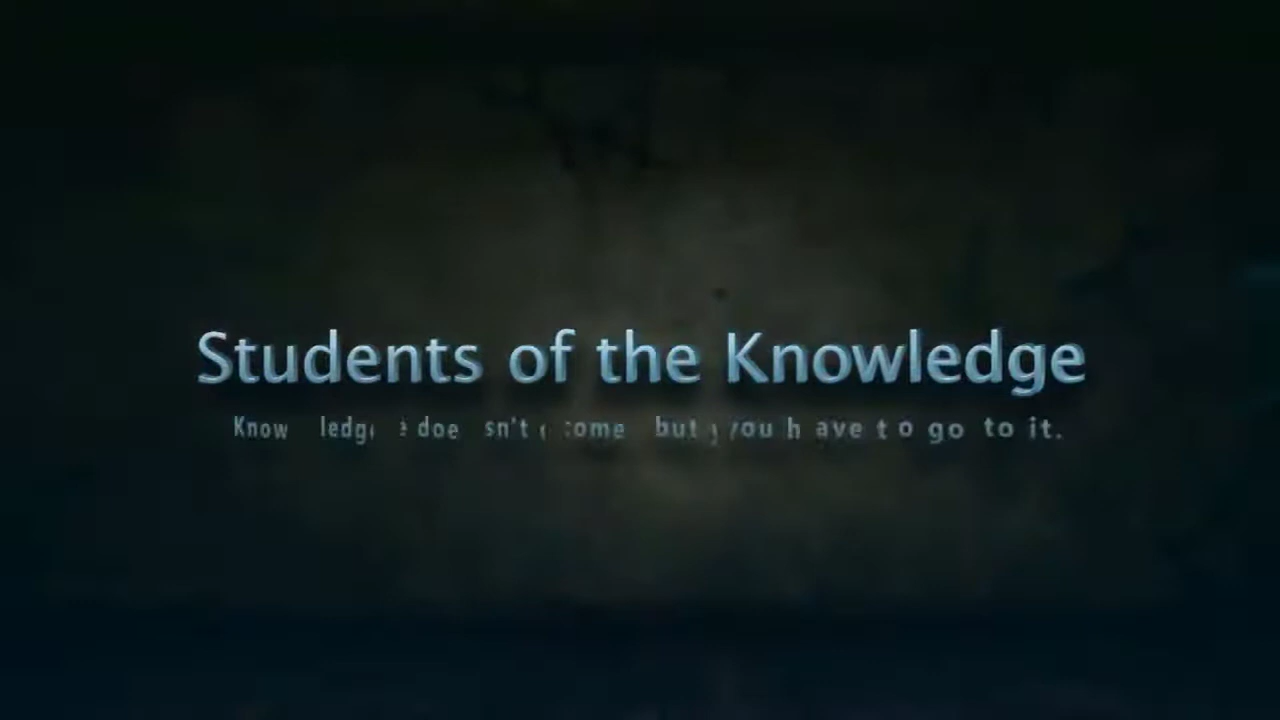 Students of the Knowledge
Knowledge doesn't come but you have to go to it.